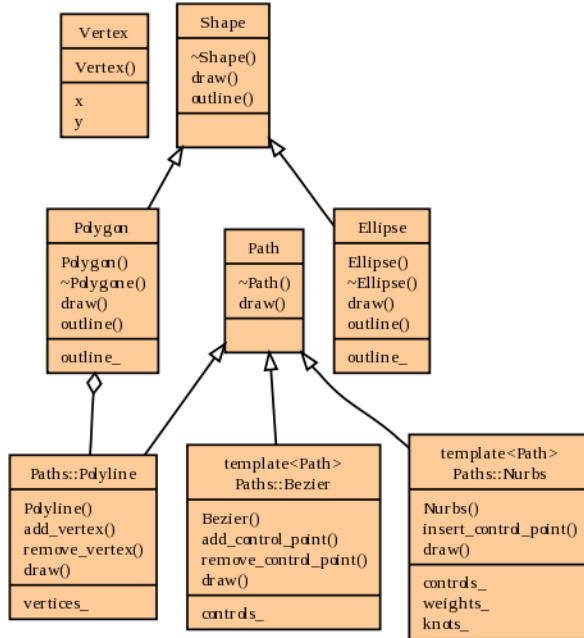 Vertex
Vertex()
x
y
Shape
~Shape()
draw()
outline()
Polygon
Polygon()
~Polygone()
draw()
outline()
outline_
Path
~Path()
draw()
Ellipse
Ellipse()
~Ellipse()
draw()
outline()
outline_
Paths::Polyline
Polyline()
add_vertex()
remove_vertex()
draw()
vertices_
template<Path>
Paths::Bezier
Bezier()
add_control_point()
remove_control_point()
draw()
controls_
template<Path>
Paths::Nurbs
Nurbs()
insert_control_point()
draw()
controls_
weights_
knots_